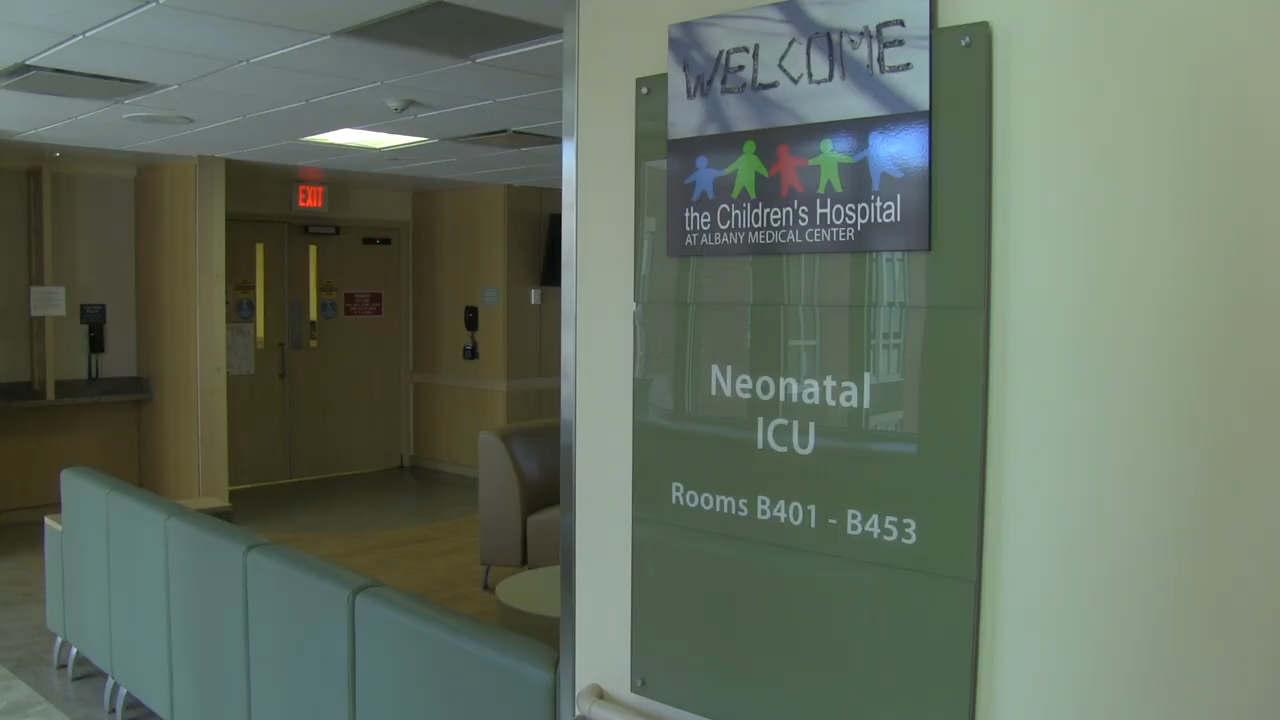 WELCOME
the Children's Hospital
AT ALBANY MEDICAL CENTER
EXIT
Neonatal
ICU
Rooms B401 - B453